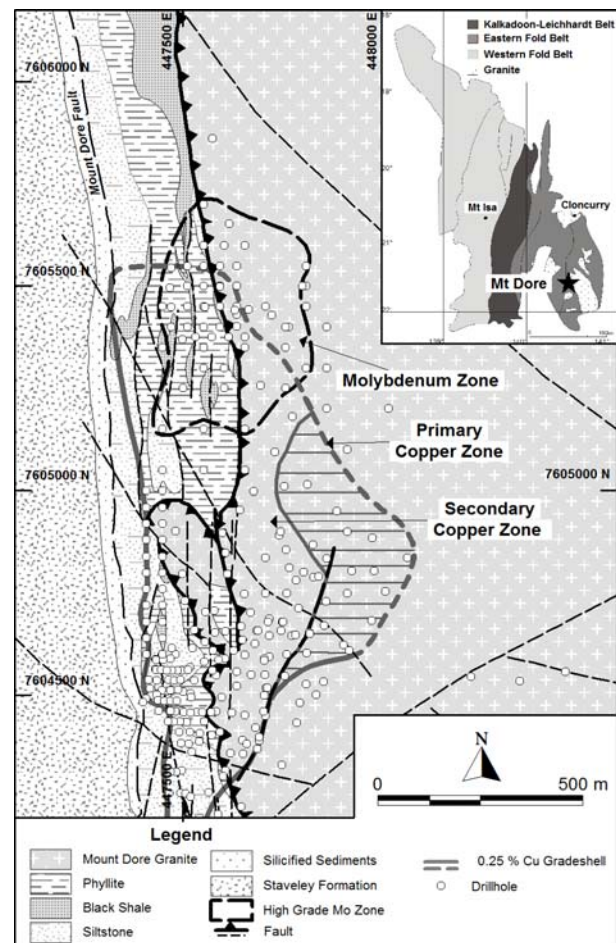 447500 E
448000 E
7606000 N
Mount Dore Fault
7605500 N
Kalkadoon-Leichhardt Belt
Eastern Fold Belt
Western Fold Belt
Granite
20°
21°
Mt Isa
Cloncurry
Mt Dore
Molybdenum Zone
Primary
Copper Zone
7605000 N
7605000 N
Secondary
Copper Zone
7604500 N
447500 E
N
0 500 m
Legend
Mount Dore Granite
Phyllite
Black Shale
Siltstone
Silicified Sediments
Staveley Formation
High Grade Mo Zone
Fault
0.25 % Cu Gradeshell
Drillhole